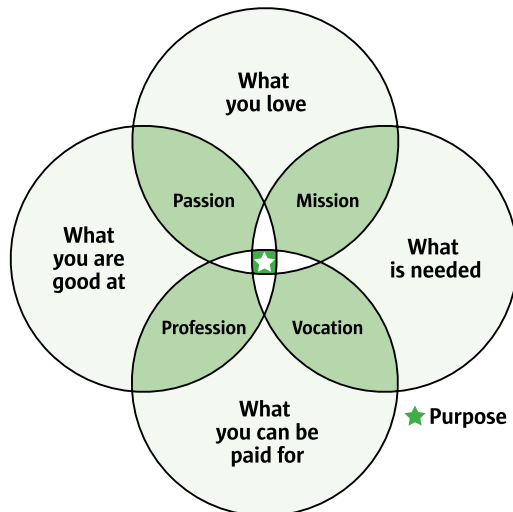 What
you love
Passion
Mission
What
you are
good at
What
is needed
Profession
Vocation
What
you can be
paid for
Purpose